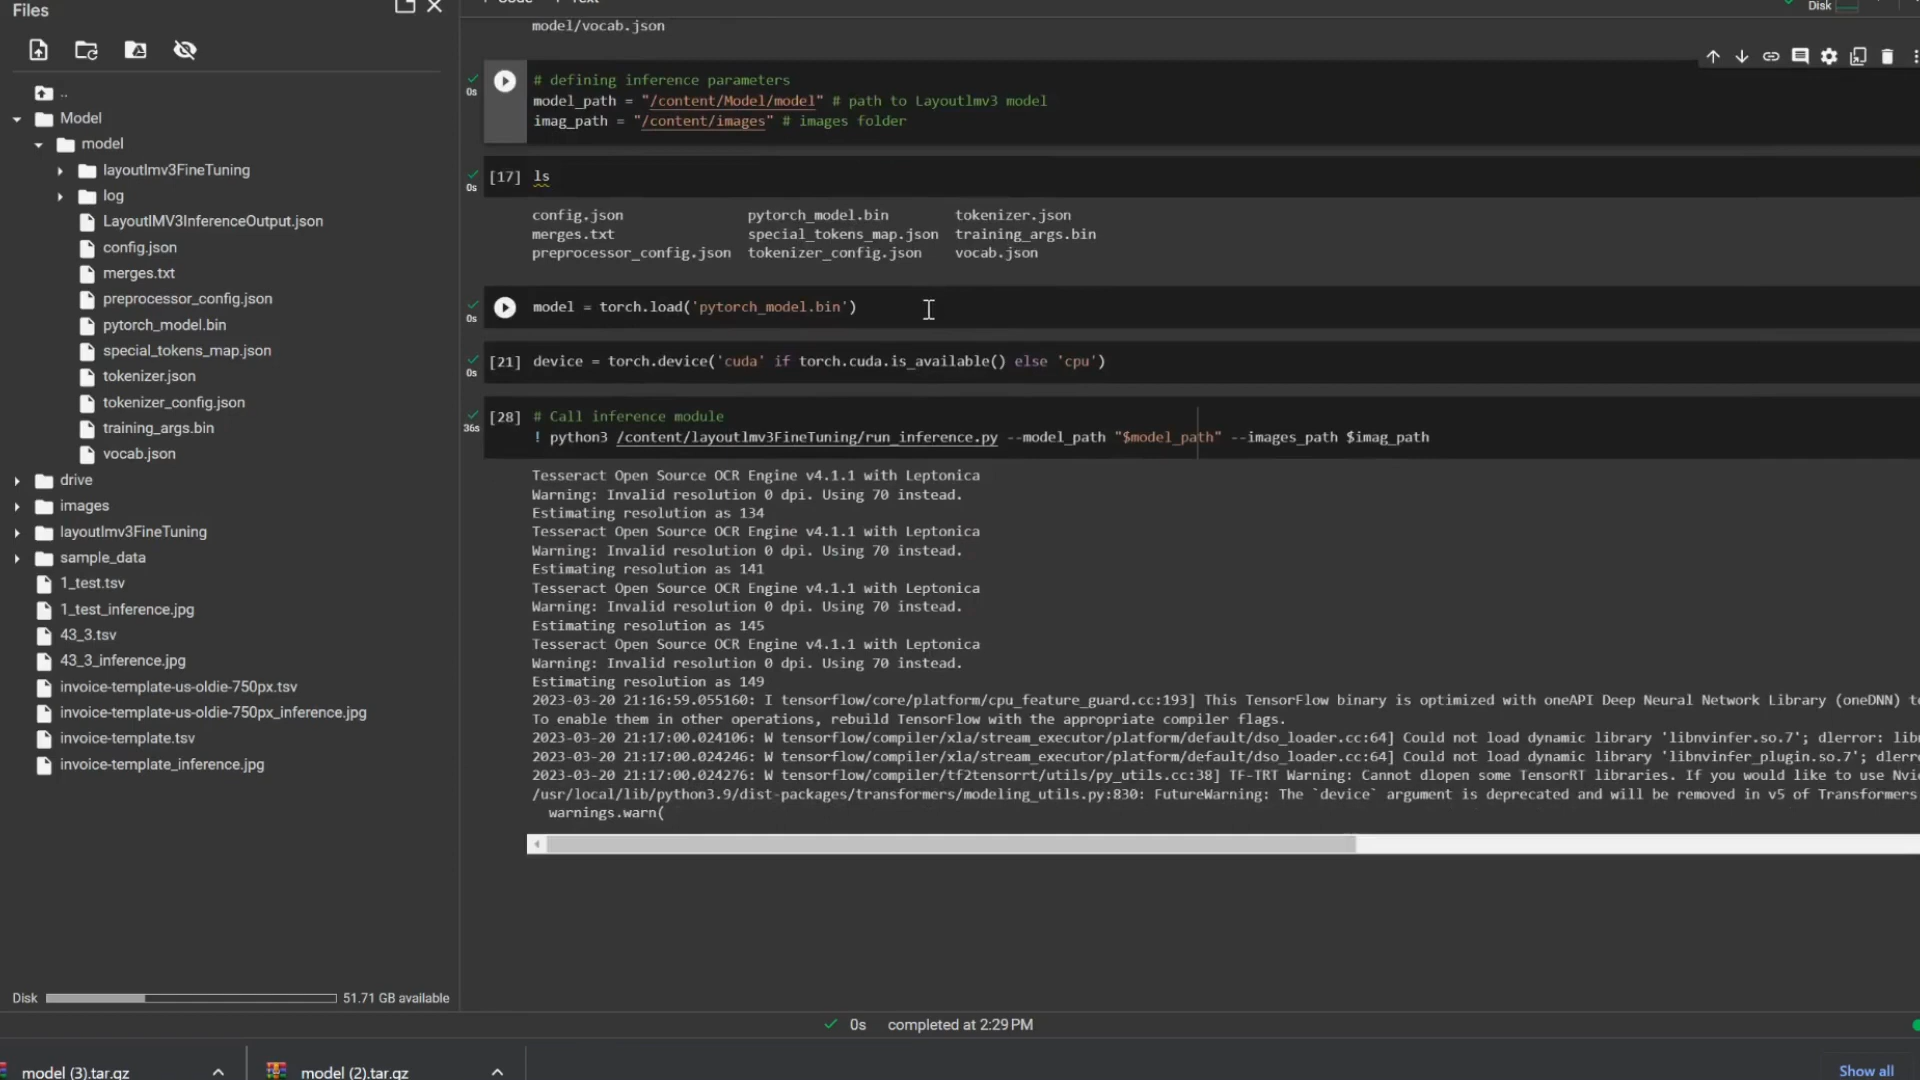 Files
..
Model
model
layoutlmv3FineTuning
log
LayoutlMV3InferenceOutput.json
config.json
merges.txt
preprocessor_config.json
pytorch_model.bin
special_tokens_map.json
tokenizer.json
tokenizer_config.json
training_args.bin
vocab.json
drive
images
layoutlmv3FineTuning
sample_data
1_test.tsv
1_test_inference.jpg
43_3.tsv
43_3_inference.jpg
invoice-template-us-oldie-750px.tsv
invoice-template-us-oldie-750px_inference.jpg
invoice-template.tsv
invoice-template_inference.jpg
Disk 51.71 GB available
Disk
model/vocab.json
0s
# defining inference parameters
model_path = "/content/Model/model" # path to Layoutlmv3 model
imag_path = "/content/images" # images folder
0s [17] ls
config.json pytorch_model.bin tokenizer.json
merges.txt special_tokens_map.json training_args.bin
preprocessor_config.json tokenizer_config.json vocab.json
0s model = torch.load('pytorch_model.bin')
0s [21] device = torch.device('cuda' if torch.cuda.is_available() else 'cpu')
36s [28] # Call inference module
! python3 /content/layoutlmv3FineTuning/run_inference.py --model_path "$model_path" --images_path $imag_path
Tesseract Open Source OCR Engine v4.1.1 with Leptonica
Warning: Invalid resolution 0 dpi. Using 70 instead.
Estimating resolution as 134
Tesseract Open Source OCR Engine v4.1.1 with Leptonica
Warning: Invalid resolution 0 dpi. Using 70 instead.
Estimating resolution as 141
Tesseract Open Source OCR Engine v4.1.1 with Leptonica
Warning: Invalid resolution 0 dpi. Using 70 instead.
Estimating resolution as 145
Tesseract Open Source OCR Engine v4.1.1 with Leptonica
Warning: Invalid resolution 0 dpi. Using 70 instead.
Estimating resolution as 149
2023-03-20 21:16:59.055160: I tensorflow/core/platform/cpu_feature_guard.cc:193] This TensorFlow binary is optimized with oneAPI Deep Neural Network Library (oneDNN) t
To enable them in other operations, rebuild TensorFlow with the appropriate compiler flags.
2023-03-20 21:17:00.024106: W tensorflow/compiler/xla/stream_executor/platform/default/dso_loader.cc:64] Could not load dynamic library 'libnvinfer.so.7'; dlerror: lib
2023-03-20 21:17:00.024246: W tensorflow/compiler/xla/stream_executor/platform/default/dso_loader.cc:64] Could not load dynamic library 'libnvinfer_plugin.so.7'; dler
2023-03-20 21:17:00.024276: W tensorflow/compiler/tf2tensorrt/utils/py_utils.cc:38] TF-TRT Warning: Cannot dlopen some TensorRT libraries. If you would like to use Nvi
/usr/local/lib/python3.9/dist-packages/transformers/modeling_utils.py:830: FutureWarning: The `device` argument is deprecated and will be removed in v5 of Transformers
warnings.warn(
0s completed at 2:29 PM
model (3).tar.gz model (2).tar.gz Show all